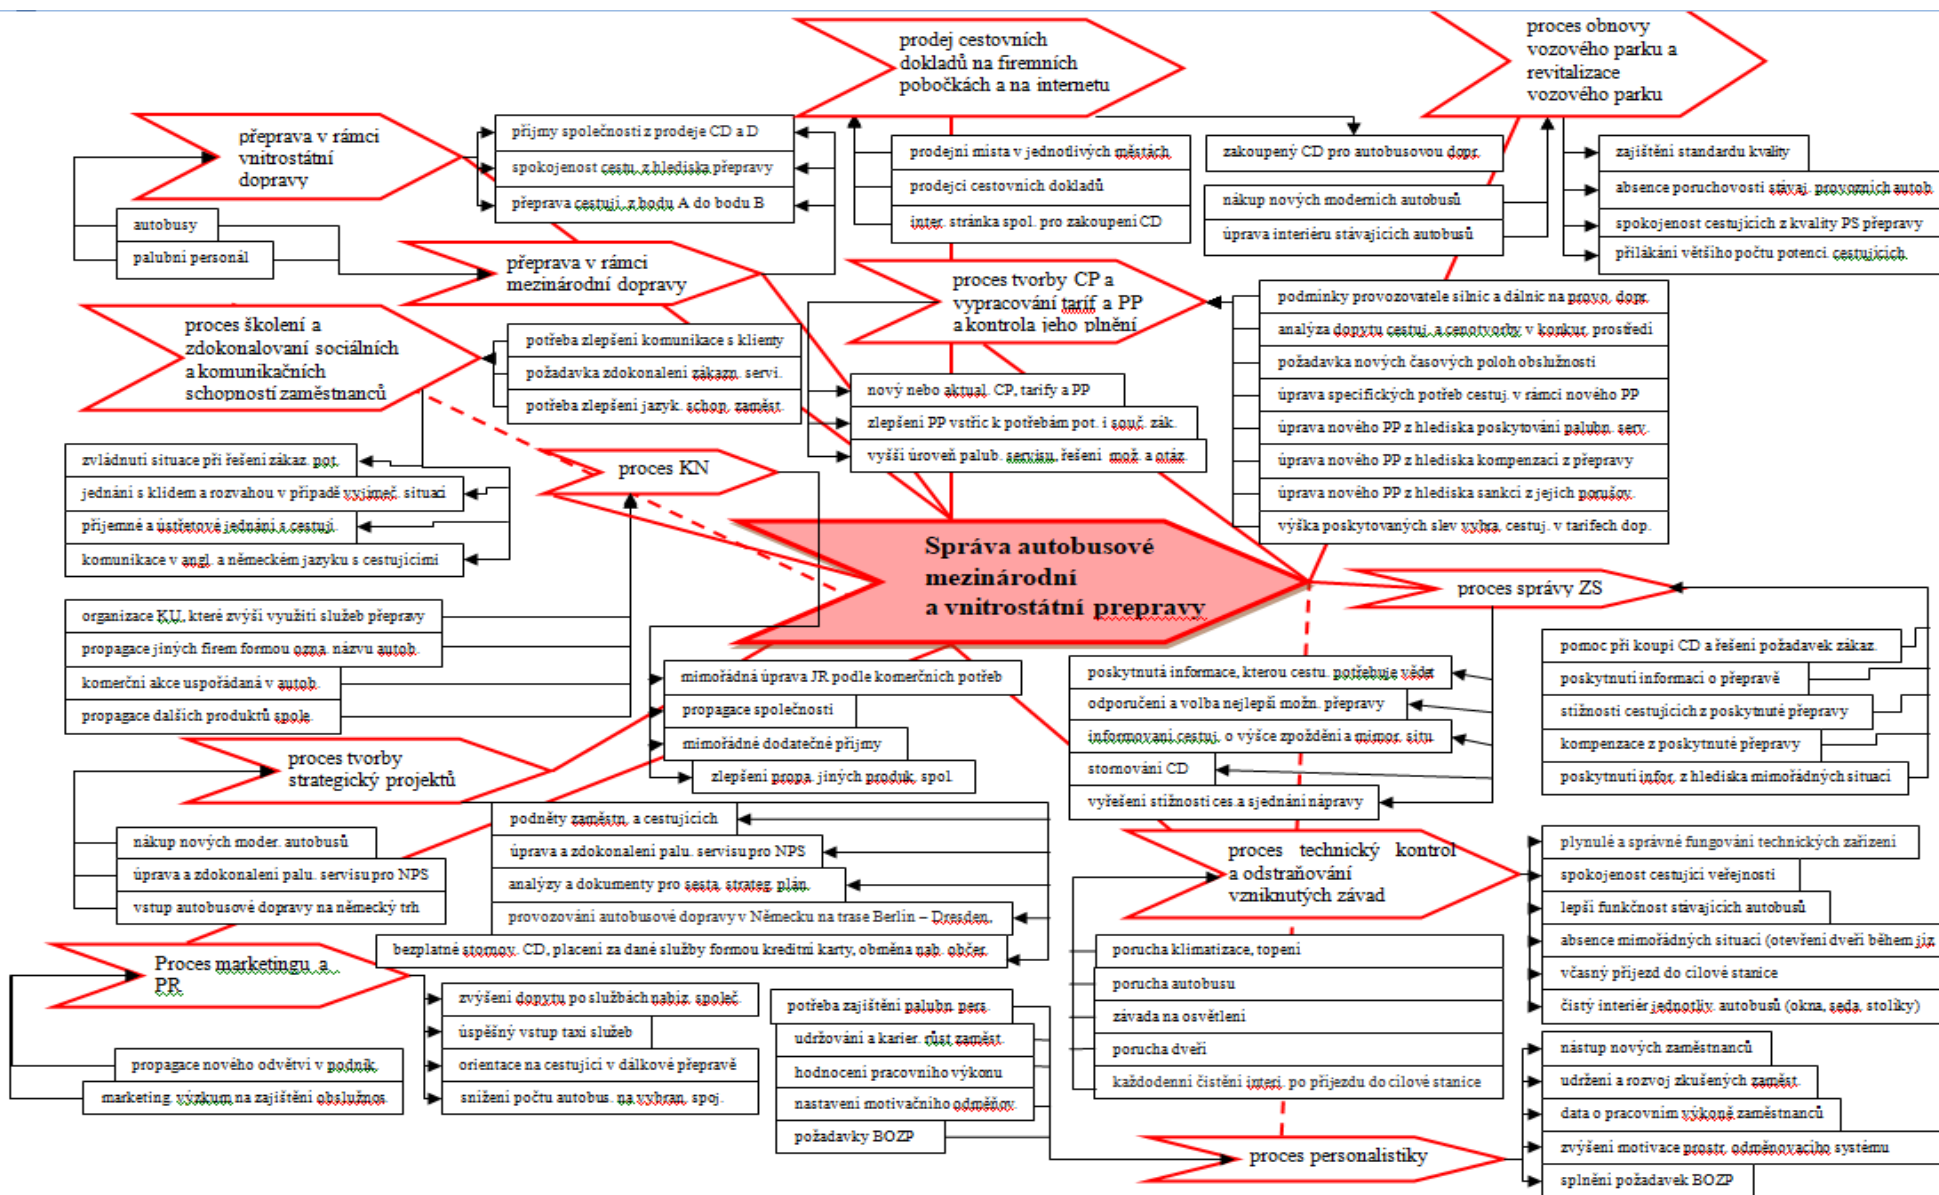 prodej cestovních
dokladů na firemních
pobočkách a na internetu
proces obnovy
vozového parku a
revitalizace
vozového parku
přeprava v rámci
vnitrostátní
dopravy
příjmy společnosti z prodeje CD a D
spokojenost cestu. z hlediska přepravy
přeprava cestují. z bodu A do bodu B
prodejní místa v jednotlivých městách
prodejci cestovních dokladů
inter. stránka spol. pro zakoupení CD
zakoupený CD pro autobusovou dopr.
nákup nových moderních autobusů
úprava interiéru stávajících autobusů
zajištění standardu kvality
absence poruchovosti stávaj. provozních autob.
spokojenost cestujících z kvality PS přepravy
přilákání většího počtu potenci. cestujících
autobusy
palubní personál
přeprava v rámci
mezinárodní dopravy
proces tvorby CP a
vypracování taríf a PP
a kontrola jeho plnění
podmínky provozovatele silnic a dálnic na provo. dopr.
analýza dopytu cestuj. a cenotvorby v konkur. prostředí
požadavka nových časových poloh obslužnosti
úprava specifických potřeb cestuj. v rámci nového PP
úprava nového PP z hlediska poskytování palubn. serv.
úprava nového PP z hlediska kompenzací z přepravy
úprava nového PP z hlediska sankcí z jejich porušov.
výška poskytovaných slev vybra. cestuj. v tarifech dop.
proces školení a
zdokonalovaní sociálních
a komunikačních
schopností zaměstnanců
potřeba zlepšení komunikace s klienty
požadavka zdokonalení zákazn. servi.
potřeba zlepšení jazyk. schop. zaměst.
nový nebo aktual. CP, tarify a PP
zlepšení PP vstříc k potřebám pot. i souč. zák.
vyšší úroveň palub. servisu, řešení mož. a otáz.
zvládnutí situace při řešení zákaz. pot.
jednání s klidem a rozvahou v případě vyjímeč. situací
příjemné a ústřetové jednání s cestují.
komunikace v angl. a německém jazyku s cestujícími
proces KN
Správa autobusové
mezinárodní
a vnitrostátní prepravy
proces správy ZS
organizace KU, které zvýší využití služeb přepravy
propagace jiných firem formou ozna. názvu autob.
komerční akce uspořádaná v autob.
propagace dalších produktů spole.
mimořádná úprava JR podle komerčních potřeb
propagace společnosti
mimořádné dodatečné příjmy
zlepšení propa. jiných produk. spol.
poskytnutá informace, kterou cestu. potřebuje vědět
odporučení a volba nejlepší možn. přepravy
informovaní cestuj. o výšce zpoždění a mimor. situ.
stornování CD
vyřešení stížností ces. a sjednání nápravy
pomoc při koupi CD a řešení požadavek zákaz.
poskytnutí informací o přepravě
stížnosti cestujících z poskytnuté přepravy
kompenzace z poskytnuté přepravy
poskytnutí infor. z hlediska mimořádných situací
proces tvorby
strategický projektů
nákup nových moder. autobusů
úprava a zdokonalení palu. servisu pro NPS
vstup autobusové dopravy na německý trh
podněty zaměstn. a cestujících
úprava a zdokonalení palu. servisu pro NPS
analýzy a dokumenty pro sesta. strateg. plán.
provozování autobusové dopravy v Německu na trase Berlín – Dresden.
bezplatné stornov. CD, placení za dané služby formou kreditní karty, obměna nab. občer.
proces technický kontrol
a odstraňování
vzniknutých závad
plynulé a správné fungování technických zařízení
spokojenost cestující veřejnosti
lepší funkčnost stávajících autobusů
absence mimořádných situací (otevření dveří během jíz.
včasný příjezd do cílové stanice
čistý interiér jednotliv. autobusů (okna, seda, stolíky)
porucha klimatizace, topení
porucha autobusu
závada na osvětlení
porucha dveří
každodenní čistění interi. po příjezdu do cílové stanice
Proces marketingu a
PR
propagace nového odvětví v podnik.
marketing. výzkum na zajištění obslužnos.
zvýšení dopytu po službách nabíz. společ.
úspěšný vstup taxi služeb
orientace na cestující v dálkové přepravě
snížení počtu autobus. na vybran. spoj.
potřeba zajištění palubn. pers.
udržování a karier. růst zaměst.
hodnocení pracovního výkonu
nastavení motivačního odměňov.
požadavky BOZP
proces personalistiky
nástup nových zaměstnanců
udržení a rozvoj zkušených zaměst.
data o pracovním výkoně zaměstnanců
zvýšení motivace prostr. odměňovacího systému
splnění požadavek BOZP